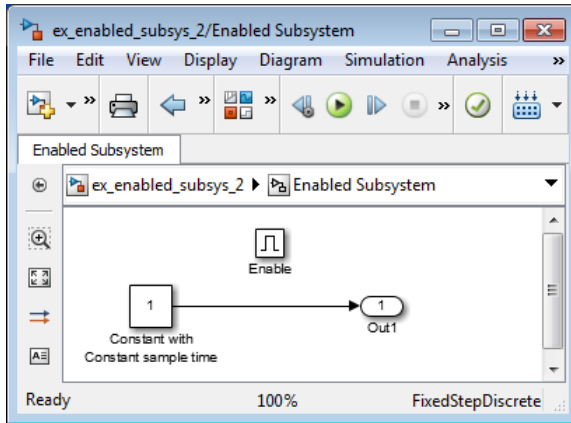 ex_enabled_subsys_2/Enabled Subsystem
File Edit View Display Diagram Simulation Analysis »
» » » »
Enabled Subsystem
ex_enabled_subsys_2 ▶ Enabled Subsystem
Enable
1
1
Out1
Constant with
Constant sample time
Ready 100% FixedStepDiscrete